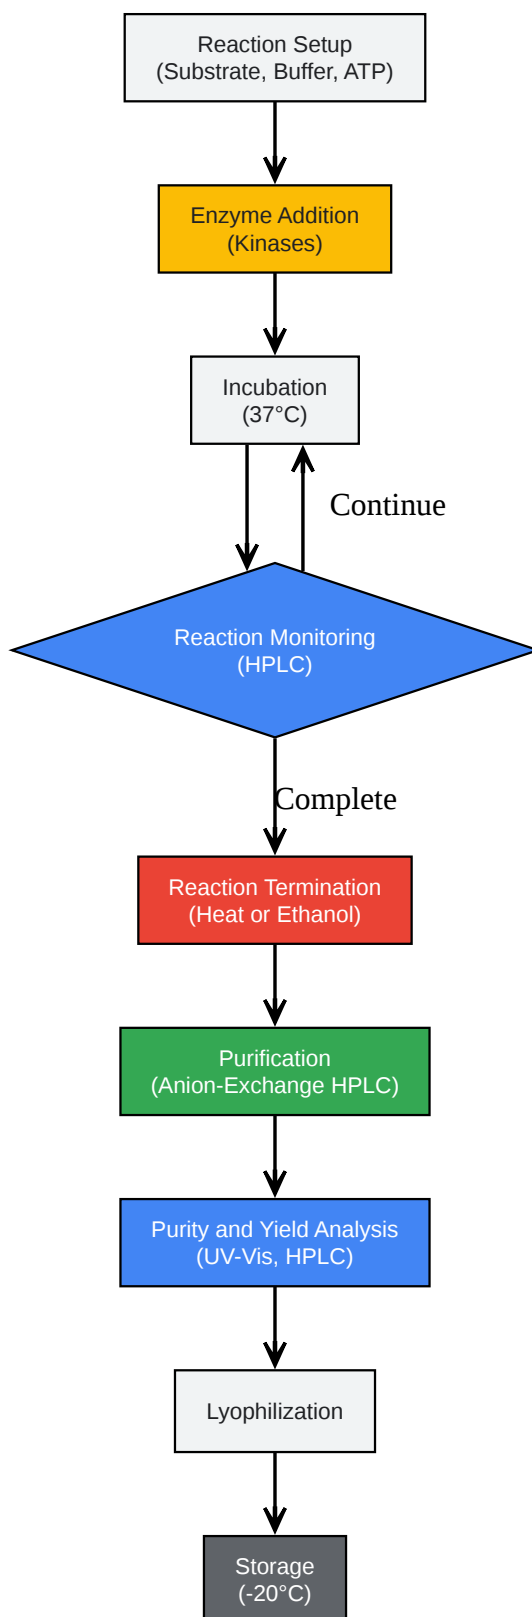 Reaction Setup
(Substrate, Buffer, ATP)
Enzyme Addition
(Kinases)
Incubation
(37°C)
Continue
Reaction Monitoring
(HPLC)
Complete
Reaction Termination
(Heat or Ethanol)
Purification
(Anion-Exchange HPLC)
Purity and Yield Analysis
(UV-Vis, HPLC)
Lyophilization
Storage
(-20°C)